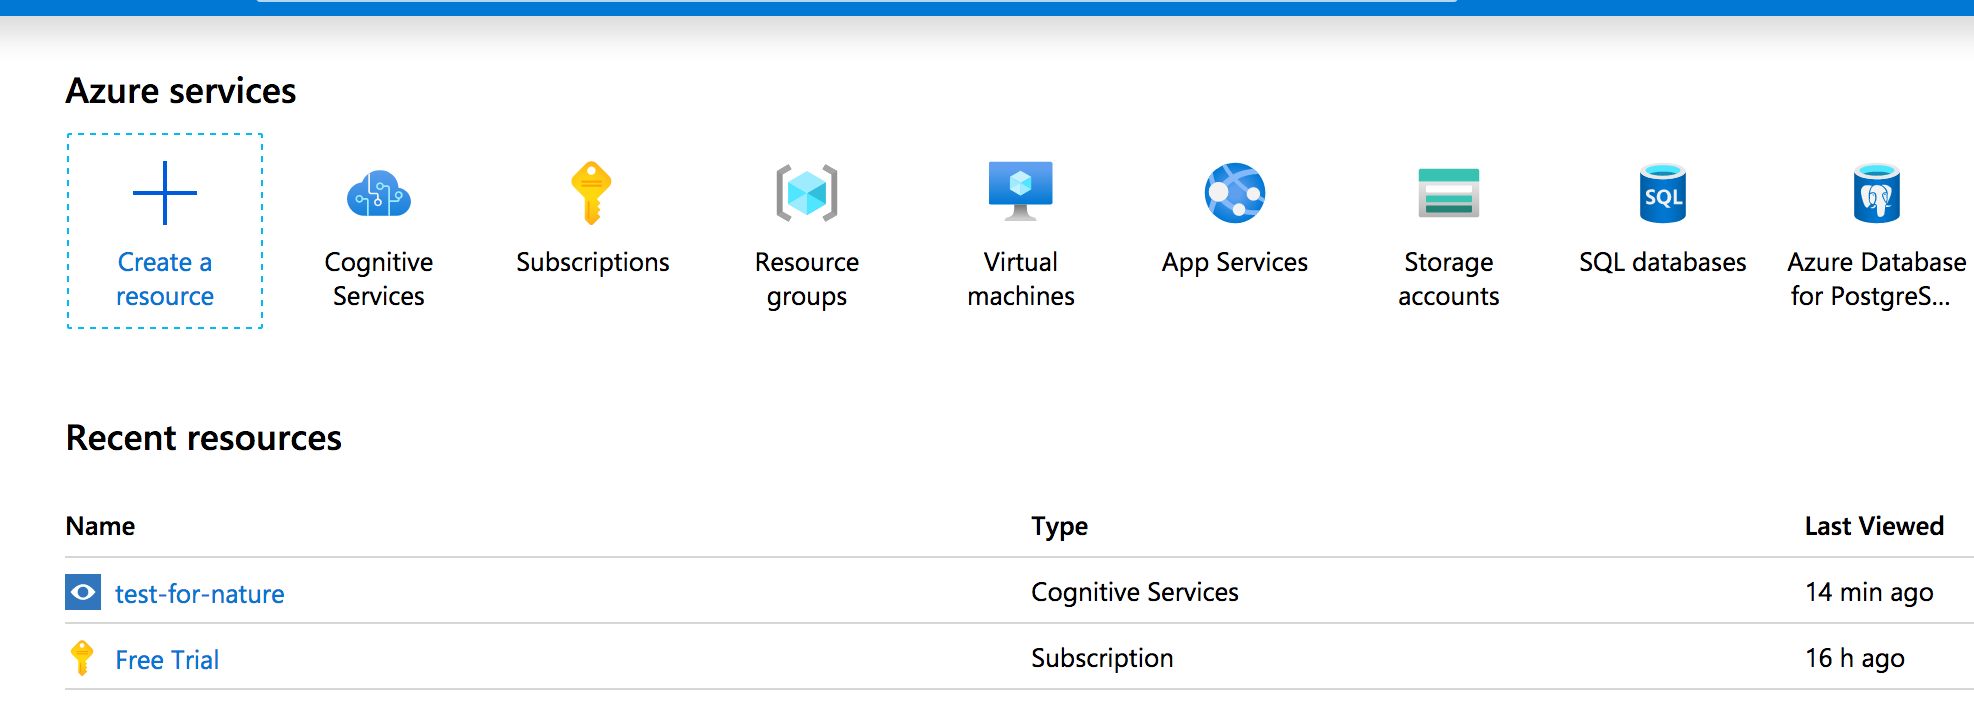 Azure services
Create a
resource
Cognitive
Services
Subscriptions
Resource
groups
Virtual
machines
App Services
Storage
accounts
SQL
SQL databases
Azure Database
for PostgreS...
Recent resources
Name Type Last Viewed
test-for-nature Cognitive Services 14 min ago
Free Trial Subscription 16 h ago